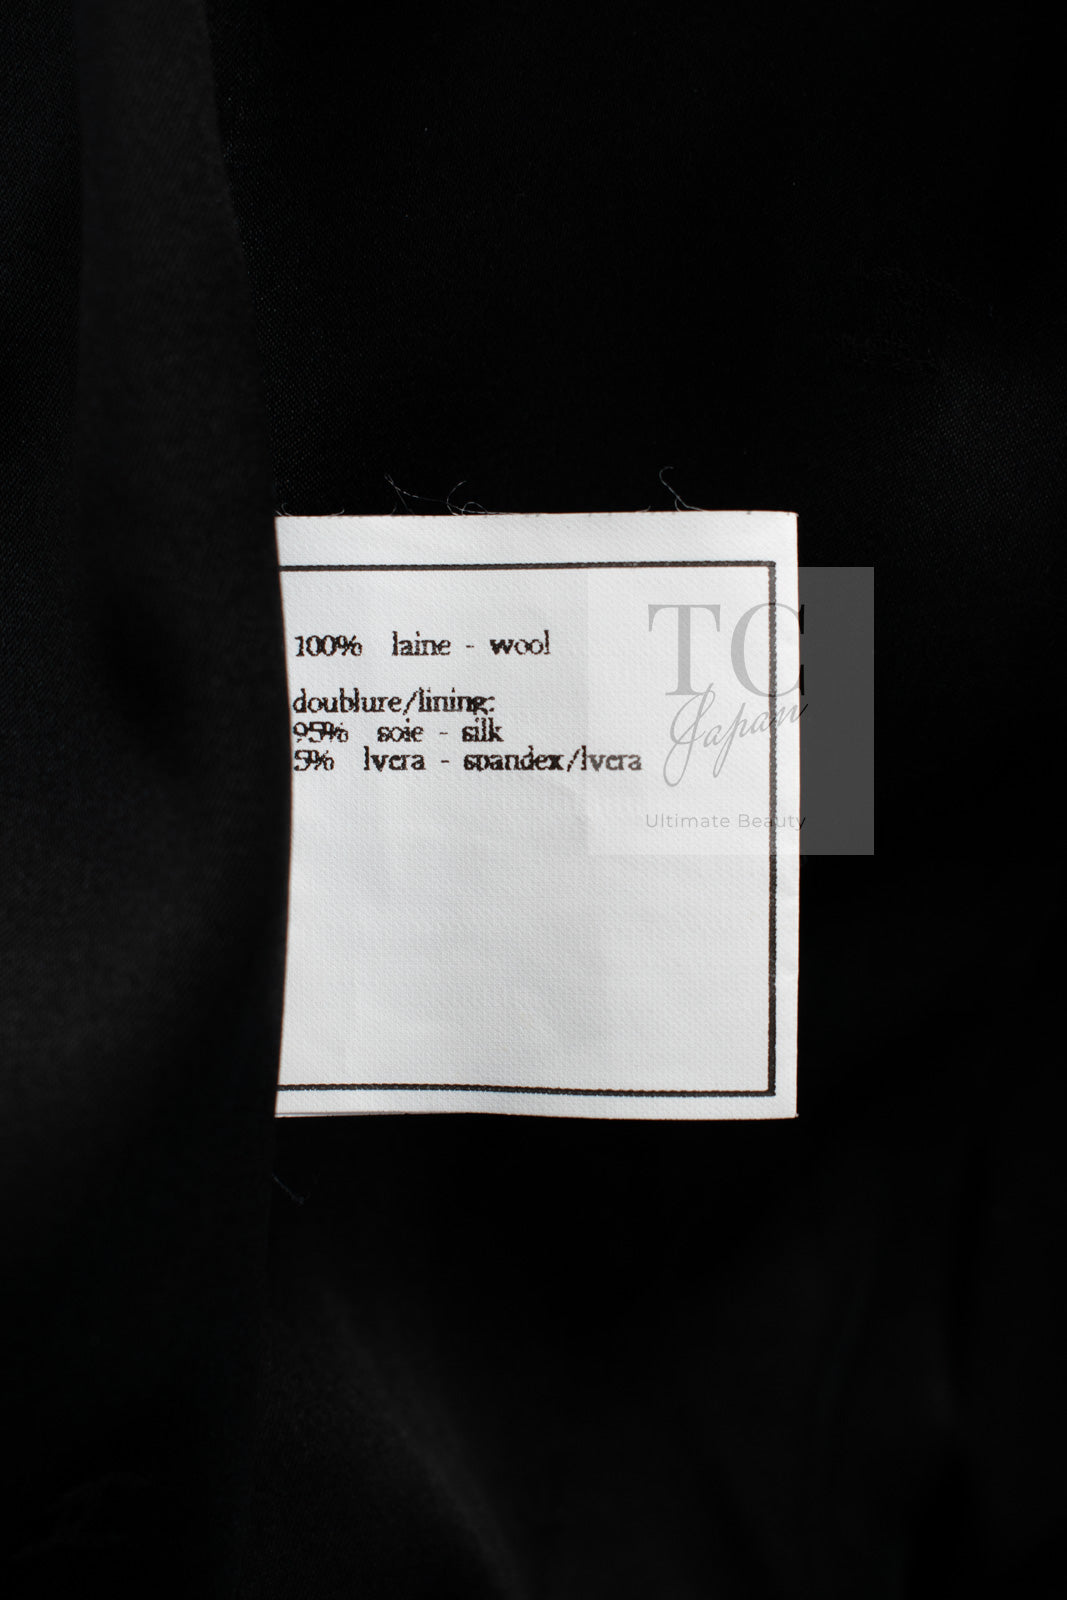 100% laine - wool
doublure/lining:
95% soie - silk
5% lycra - spandex/lycra
TC
Japan
Ultimate Beauty